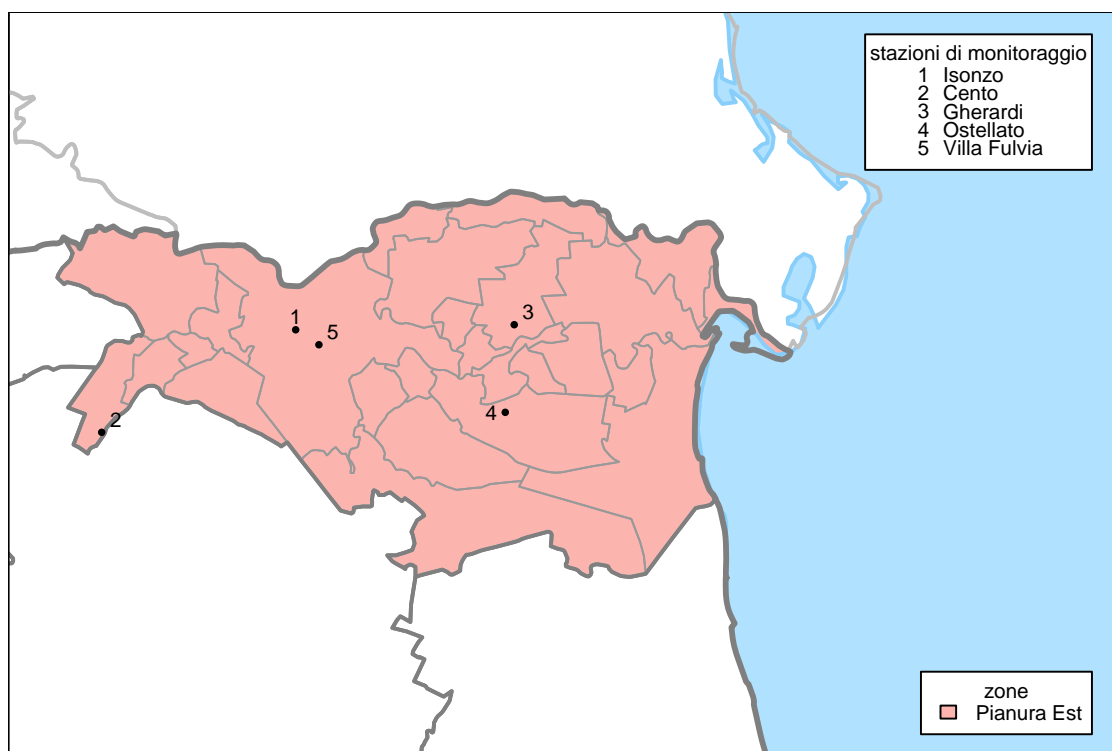 stazioni di monitoraggio
1 Isonzo
2 Cento
3 Gherardi
4 Ostellato
5 Villa Fulvia
3
1
5
4
2
zone
Pianura Est